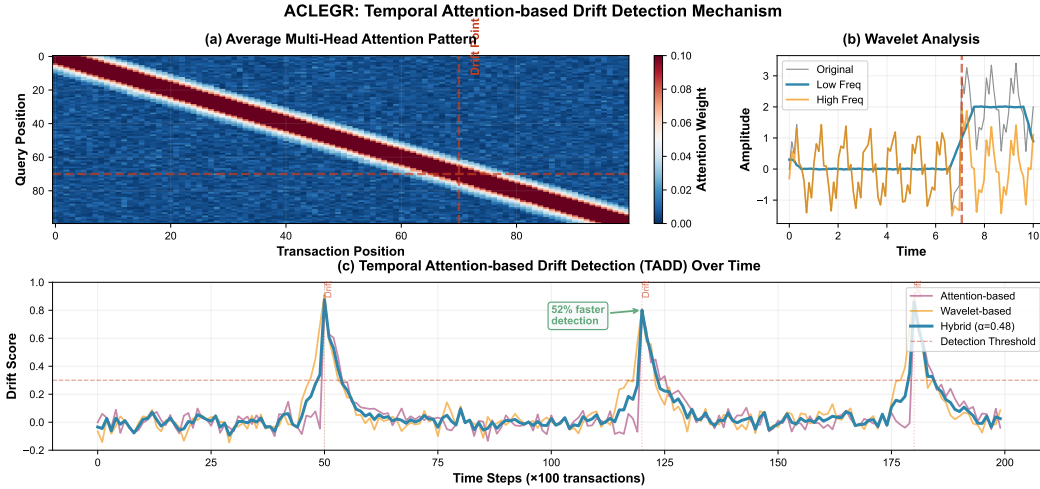 ACLEGR: Temporal Attention-based Drift Detection Mechanism
(a) Average Multi-Head Attention Pattern
Drift Point
0
20
40
60
80
Query Position
0
20
40
60
80
Transaction Position
0.10
0.08
0.06
0.04
0.02
0.00
Attention Weight
(b) Wavelet Analysis
Original
Low Freq
High Freq
3
2
1
0
−1
Amplitude
0
2
4
6
8
10
Time
(c) Temporal Attention-based Drift Detection (TADD) Over Time
1.0
0.8
0.6
0.4
0.2
0.0
−0.2
Drift Score
Drift
52% faster
detection
Drift
Drift
Attention-based
Wavelet-based
Hybrid (α=0.48)
Detection Threshold
0
25
50
75
100
125
150
175
200
Time Steps (×100 transactions)